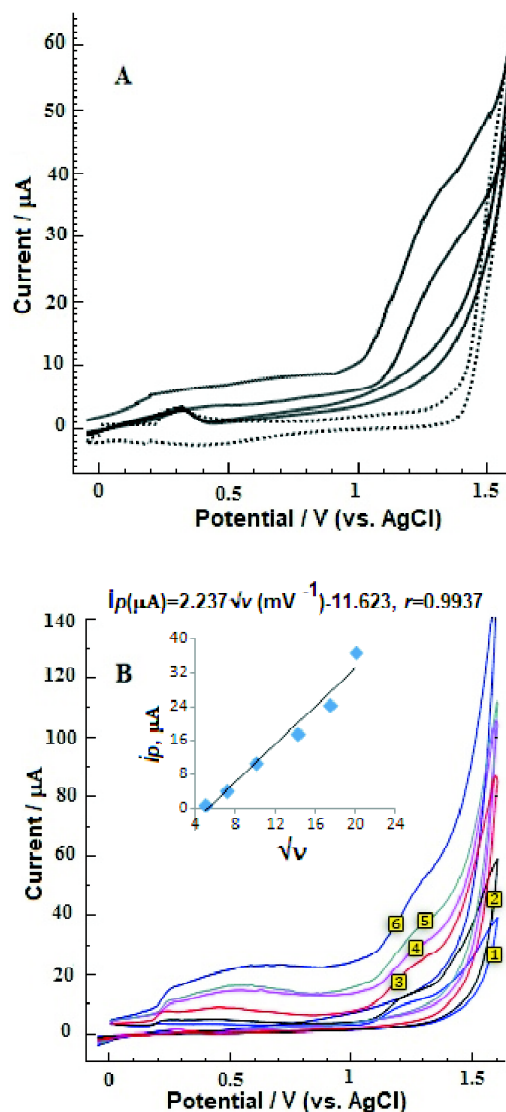 A
60
50
40
30
20
10
0
Current / µA
0 0.5 1 1.5
Potential / V (vs. AgCl)
ip(µA)=2.237√v (mV -1)-11.623, r=0.9937
B
140
120
100
80
60
40
20
0
Current / µA
40
32
24
16
8
0
ip, µA
4 8 12 16 20 24
√v
6
5
4
3
2
1
0 0.5 1 1.5
Potential / V (vs. AgCl)